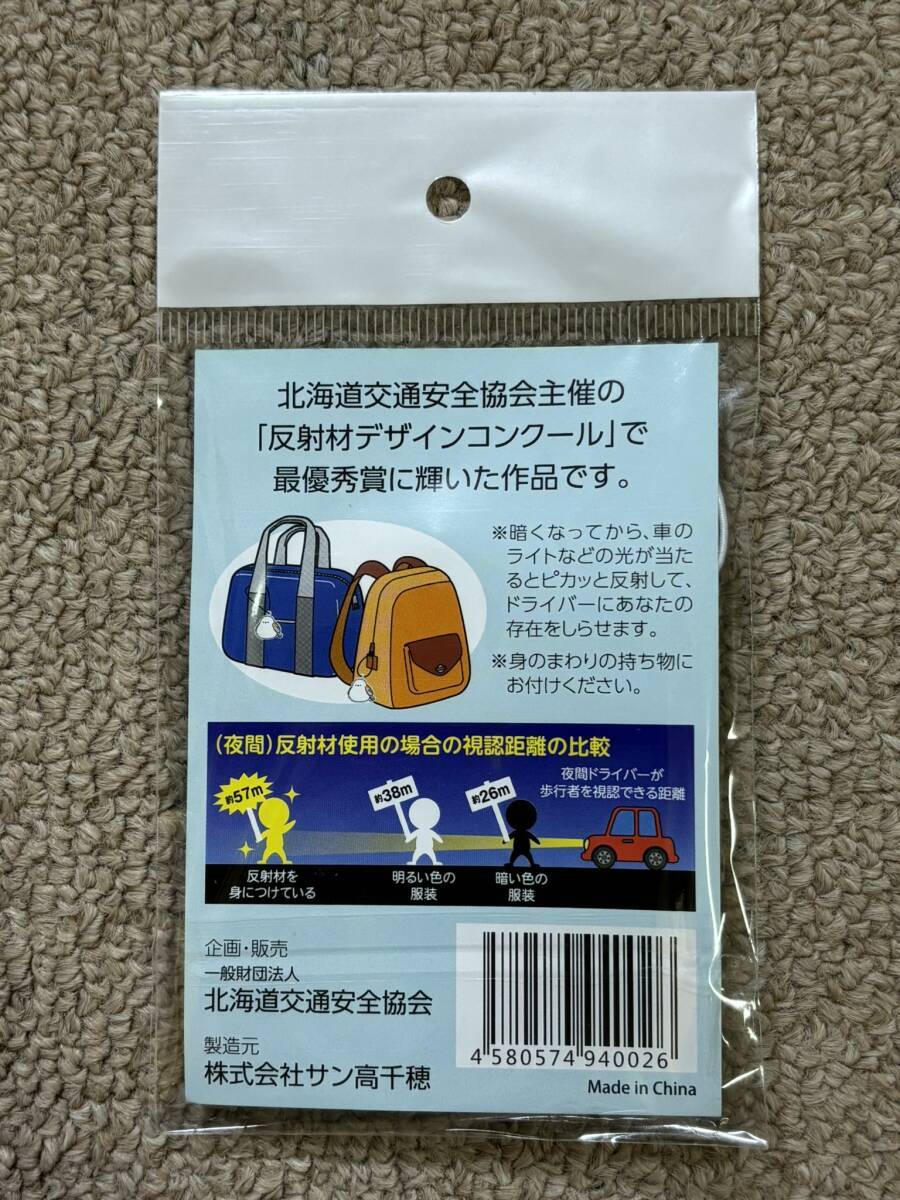 北海道交通安全協会主催の
「反射材デザインコンクール」で
最優秀賞に輝いた作品です。
※暗くなってから、車の
ライトなどの光が当た
るとピカッと反射して、
ドライバーにあなたの
存在をしらせます。
※身のまわりの持ち物に
お付けください。
(夜間)反射材使用の場合の視認距離の比較
夜間ドライバーが
歩行者を視認できる距離
約57m
約38m
約26m
反射材を
身につけている
明るい色の
服装
暗い色の
服装
企画・販売
一般財団法人
北海道交通安全協会
製造元
株式会社サン高千穂
4 580574 940026
Made in China